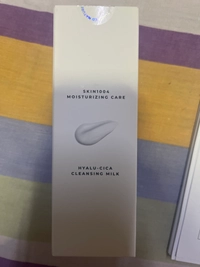 SKIN1004
MOISTURIZING CARE
HYALU-CICA
CLEANSING MILK